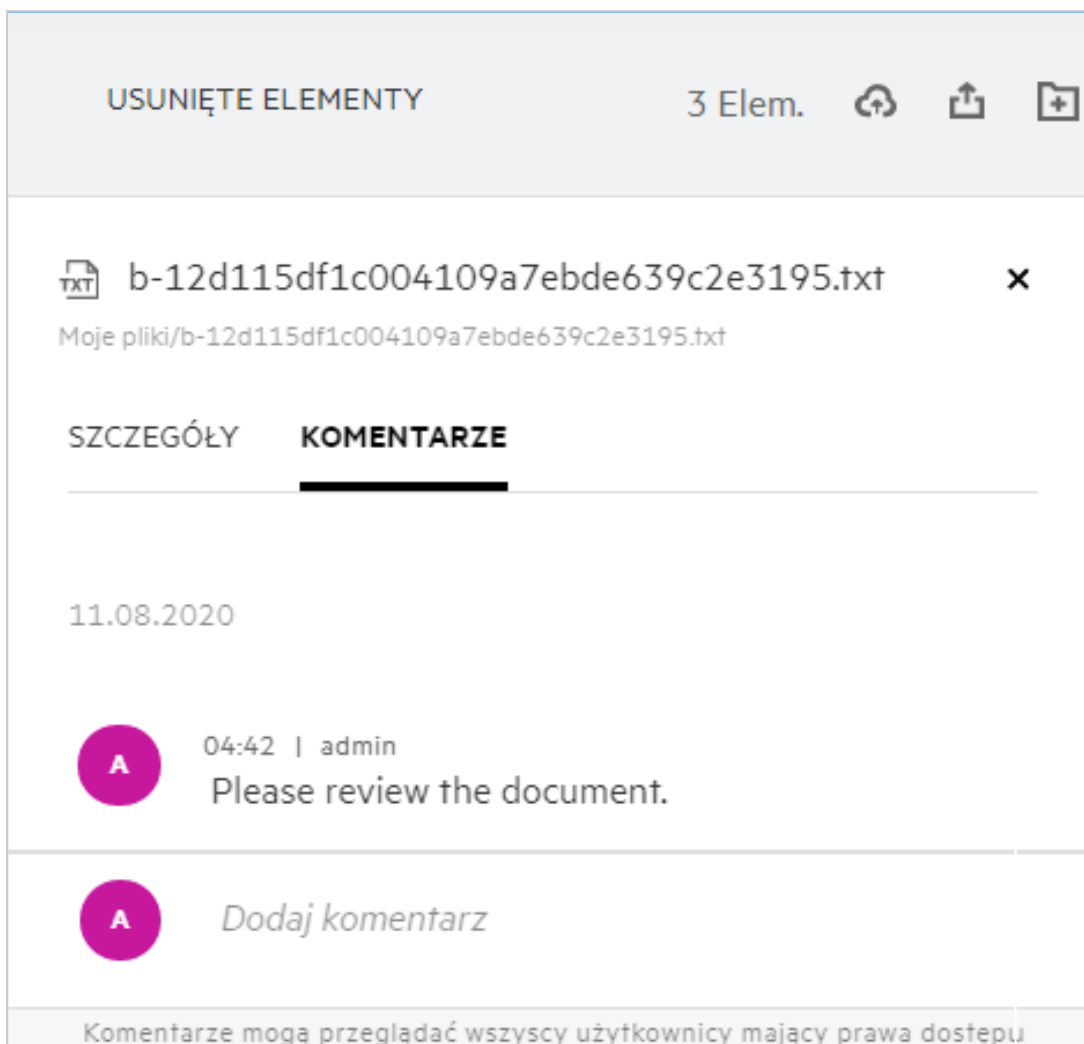 USUNIĘTE ELEMENTY
3 Elem.
TXT b-12d115df1c004109a7ebde639c2e3195.txt
Moje pliki/b-12d115df1c004109a7ebde639c2e3195.txt
SZCZEGÓŁY KOMENTARZE
11.08.2020
A
04:42 | admin
Please review the document.
A
Dodaj komentarz
Komentarze mogą przeglądać wszyscy użytkownicy mający prawa dostępu